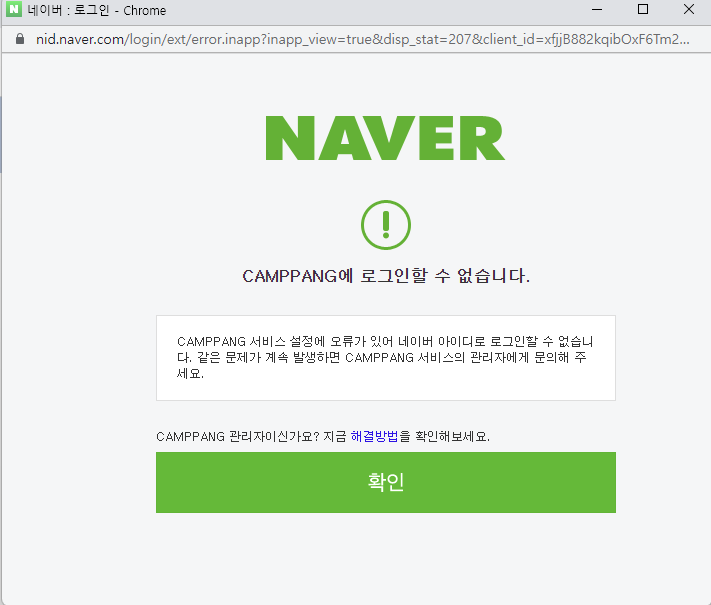 네이버 : 로그인 - Chrome
nid.naver.com/login/ext/error.inapp?inapp_view=true&disp_stat=207&client_id=xfjjB882kqibOxF6Tm2...
NAVER
CAMPPANG에 로그인할 수 없습니다.
CAMPPANG 서비스 설정에 오류가 있어 네이버 아이디로 로그인할 수 없습니
다. 같은 문제가 계속 발생하면 CAMPPANG 서비스의 관리자에게 문의해 주
세요.
CAMPPANG 관리자이신가요? 지금 해결방법을 확인해보세요.
확인